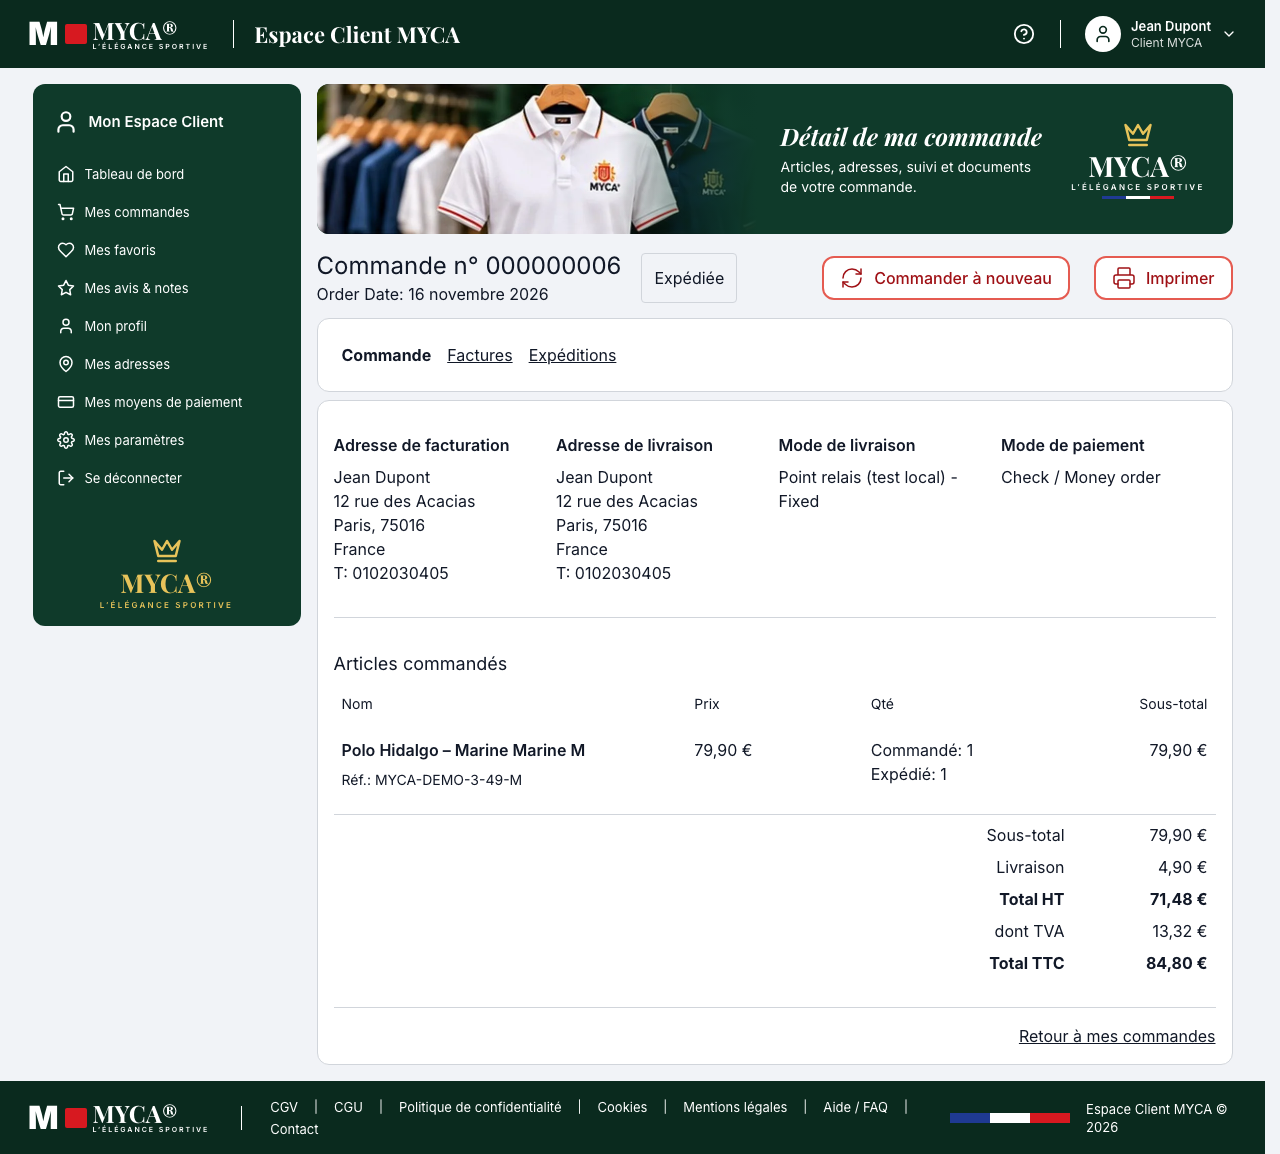 M MYCA®
L'ÉLÉGANCE SPORTIVE
Espace Client MYCA
Jean Dupont
Client MYCA
Mon Espace Client
Tableau de bord
Mes commandes
Mes favoris
Mes avis & notes
Mon profil
Mes adresses
Mes moyens de paiement
Mes paramètres
Se déconnecter
MYCA®
L'ÉLÉGANCE SPORTIVE
MYCA
MYCA
Détail de ma commande
Articles, adresses, suivi et documents
de votre commande.
MYCA®
L'ÉLÉGANCE SPORTIVE
Commande n° 000000006
Expédiée
Order Date: 16 novembre 2026
Commander à nouveau
Imprimer
Commande Factures Expéditions
Adresse de facturation
Jean Dupont
12 rue des Acacias
Paris, 75016
France
T: 0102030405
Adresse de livraison
Jean Dupont
12 rue des Acacias
Paris, 75016
France
T: 0102030405
Mode de livraison
Point relais (test local) -
Fixed
Mode de paiement
Check / Money order
Articles commandés
Nom Prix Qté Sous-total
Polo Hidalgo – Marine Marine M 79,90 € Commandé: 1 79,90 €
Expédié: 1
Réf.: MYCA-DEMO-3-49-M
Sous-total 79,90 €
Livraison 4,90 €
Total HT 71,48 €
dont TVA 13,32 €
Total TTC 84,80 €
Retour à mes commandes
M MYCA®
L'ÉLÉGANCE SPORTIVE
CGV | CGU | Politique de confidentialité | Cookies | Mentions légales | Aide / FAQ |
Contact
Espace Client MYCA ©
2026